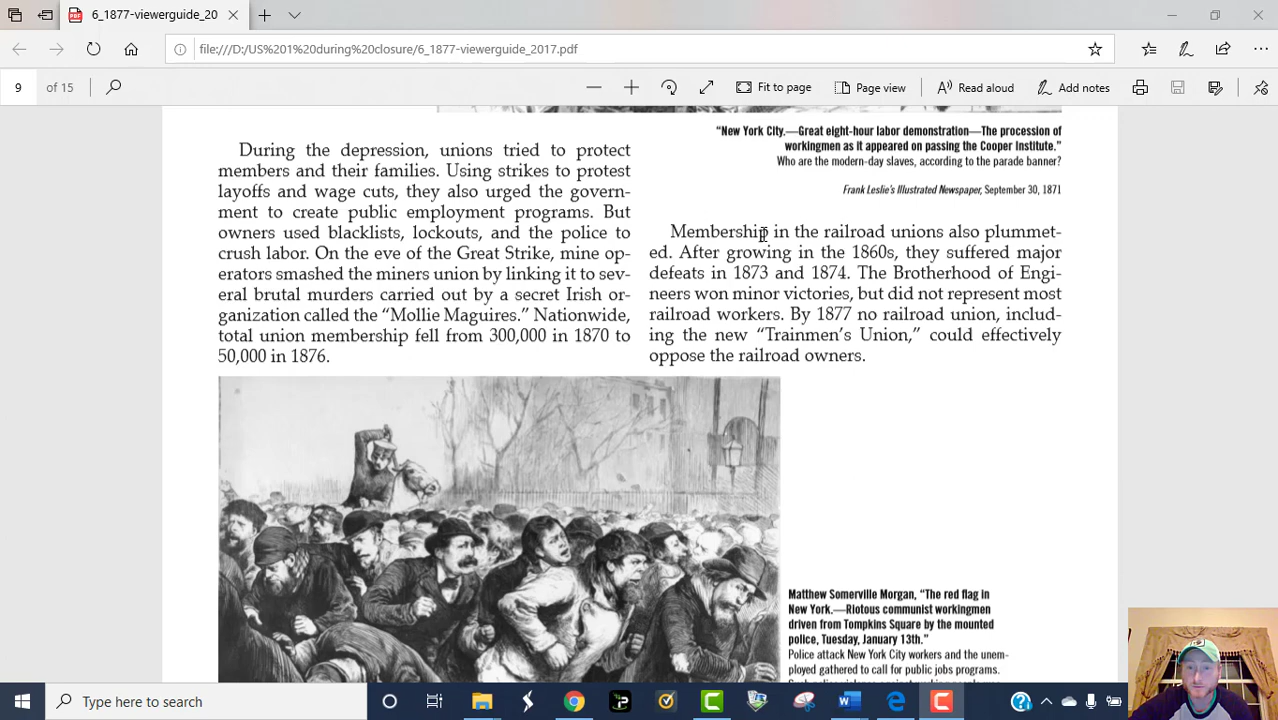 6_1877-viewerguide_2017.pdf
file:///D:/US%201%20during%20closure/6_1877-viewerguide_2017.pdf
9 of 15
Fit to page
Page view
Read aloud
Add notes
During the depression, unions tried to protect
members and their families. Using strikes to protest
layoffs and wage cuts, they also urged the govern-
ment to create public employment programs. But
owners used blacklists, lockouts, and the police to
crush labor. On the eve of the Great Strike, mine op-
erators smashed the miners union by linking it to sev-
eral brutal murders carried out by a secret Irish or-
ganization called the “Mollie Maguires.” Nationwide,
total union membership fell from 300,000 in 1870 to
50,000 in 1876.
“New York City.—Great eight-hour labor demonstration—The procession of
workingmen as it appeared on passing the Cooper Institute.”
Who are the modern-day slaves, according to the parade banner?
Frank Leslie’s Illustrated Newspaper, September 30, 1871
Membership in the railroad unions also plummet-
ed. After growing in the 1860s, they suffered major
defeats in 1873 and 1874. The Brotherhood of Engi-
neers won minor victories, but did not represent most
railroad workers. By 1877 no railroad union, includ-
ing the new “Trainmen’s Union,” could effectively
oppose the railroad owners.
Matthew Somerville Morgan, “The red flag in
New York.—Riotous communist workingmen
driven from Tompkins Square by the mounted
police, Tuesday, January 13th.”
Police attack New York City workers and the unem-
ployed gathered to call for public jobs programs.
Type here to search